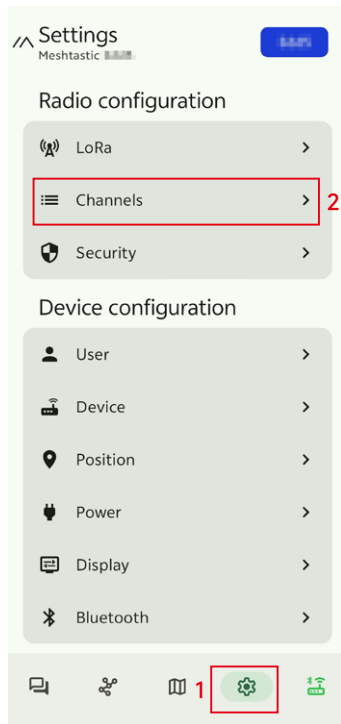 Settings
Meshtastic
Radio configuration
LoRa
Channels
2
Security
Device configuration
User
Device
Position
Power
Display
Bluetooth
1